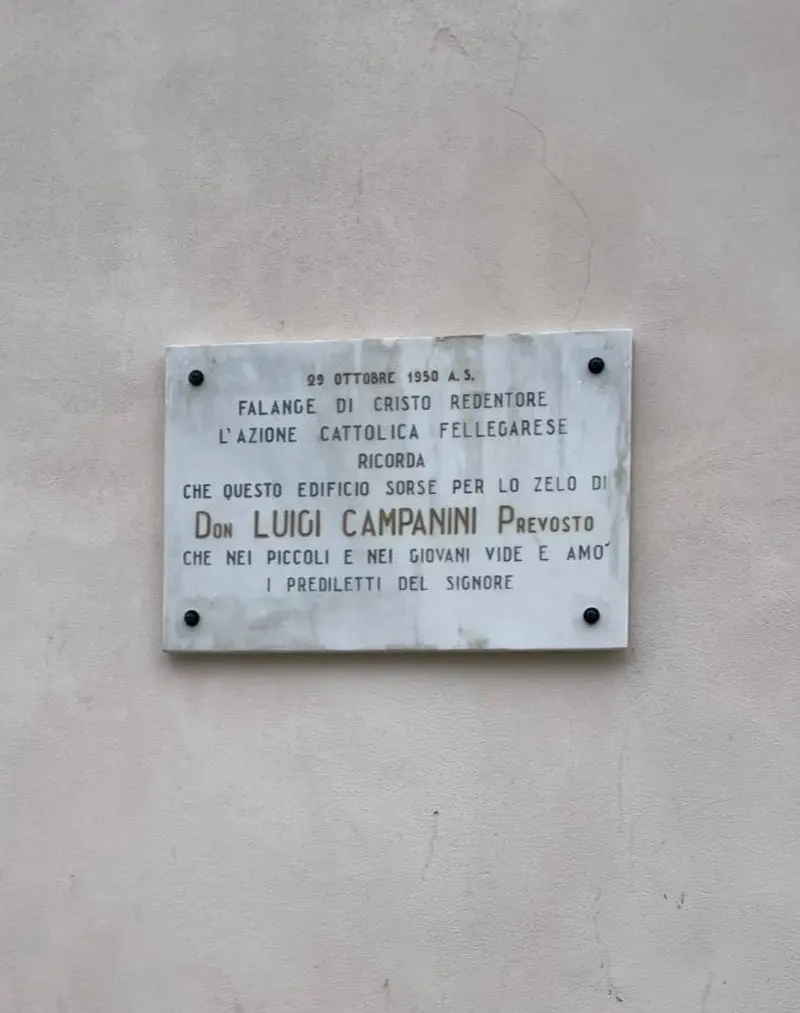 29 OTTOBRE 1950 A.S.
FALANGE DI CRISTO REDENTORE
L'AZIONE CATTOLICA FELLEGARESE
RICORDA
CHE QUESTO EDIFICIO SORSE PER LO ZELO DI
DON LUIGI CAMPANINI PREVOSTO
CHE NEI PICCOLI E NEI GIOVANI VIDE E AMO'
I PREDILETTI DEL SIGNORE